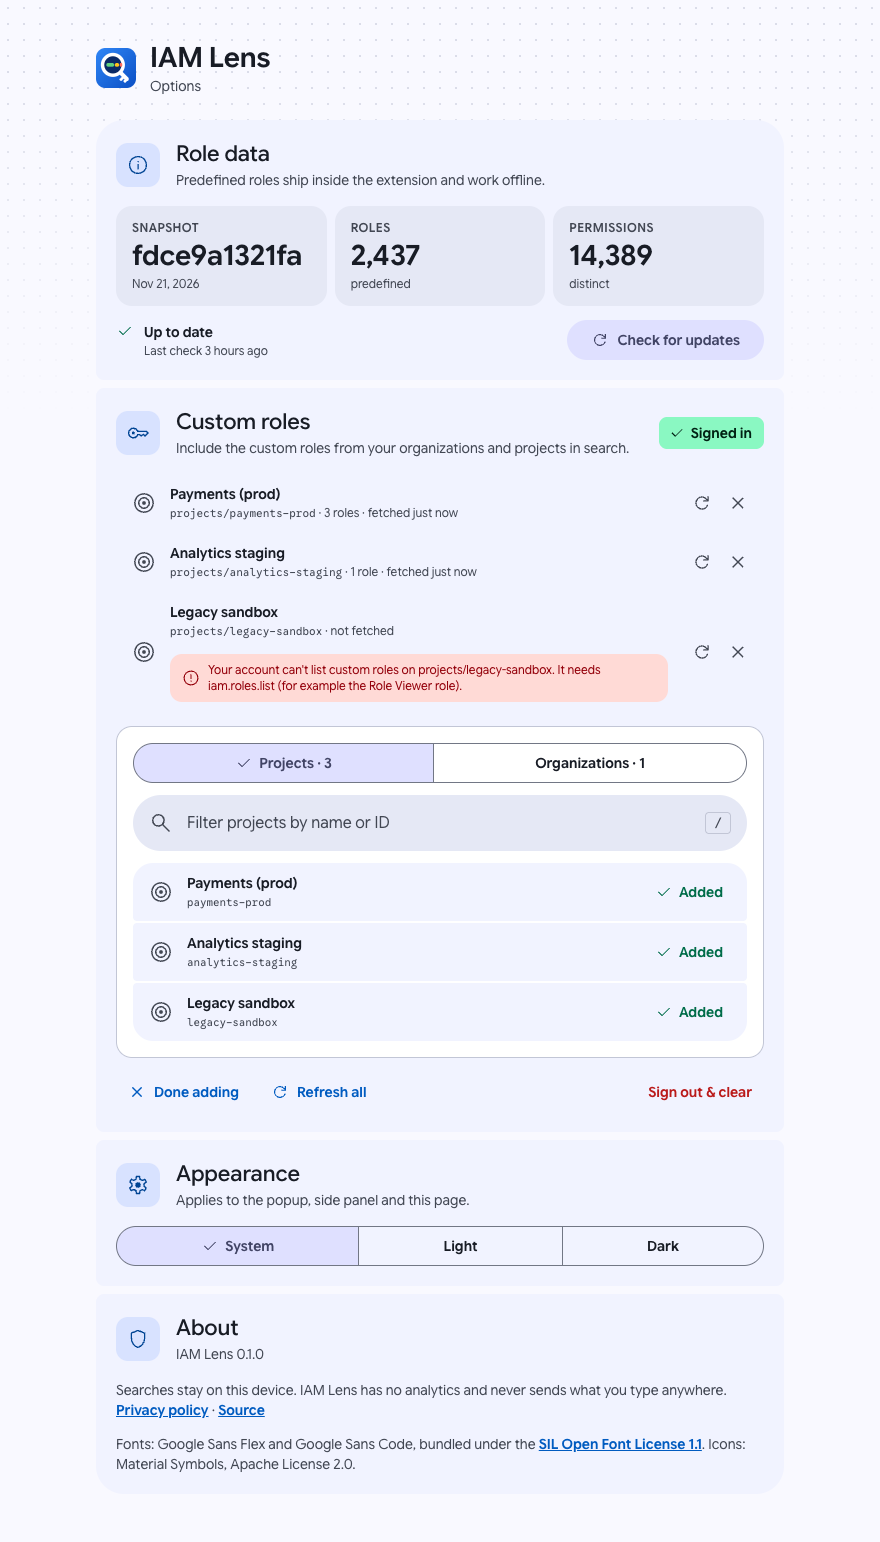 IAM Lens
Options
Role data
Predefined roles ship inside the extension and work offline.
SNAPSHOT
fdce9a1321fa
Nov 21, 2026
ROLES
2,437
predefined
PERMISSIONS
14,389
distinct
Up to date
Last check 3 hours ago
Check for updates
Custom roles
Include the custom roles from your organizations and projects in search.
Signed in
Payments (prod)
projects/payments-prod · 3 roles · fetched just now
Analytics staging
projects/analytics-staging · 1 role · fetched just now
Legacy sandbox
projects/legacy-sandbox · not fetched
Your account can't list custom roles on projects/legacy-sandbox. It needs
iam.roles.list (for example the Role Viewer role).
Projects · 3
Organizations · 1
Filter projects by name or ID
/
Payments (prod)
payments-prod
Added
Analytics staging
analytics-staging
Added
Legacy sandbox
legacy-sandbox
Added
Done adding
Refresh all
Sign out & clear
Appearance
Applies to the popup, side panel and this page.
System
Light
Dark
About
IAM Lens 0.1.0
Searches stay on this device. IAM Lens has no analytics and never sends what you type anywhere.
Privacy policy · Source
Fonts: Google Sans Flex and Google Sans Code, bundled under the SIL Open Font License 1.1. Icons:
Material Symbols, Apache License 2.0.